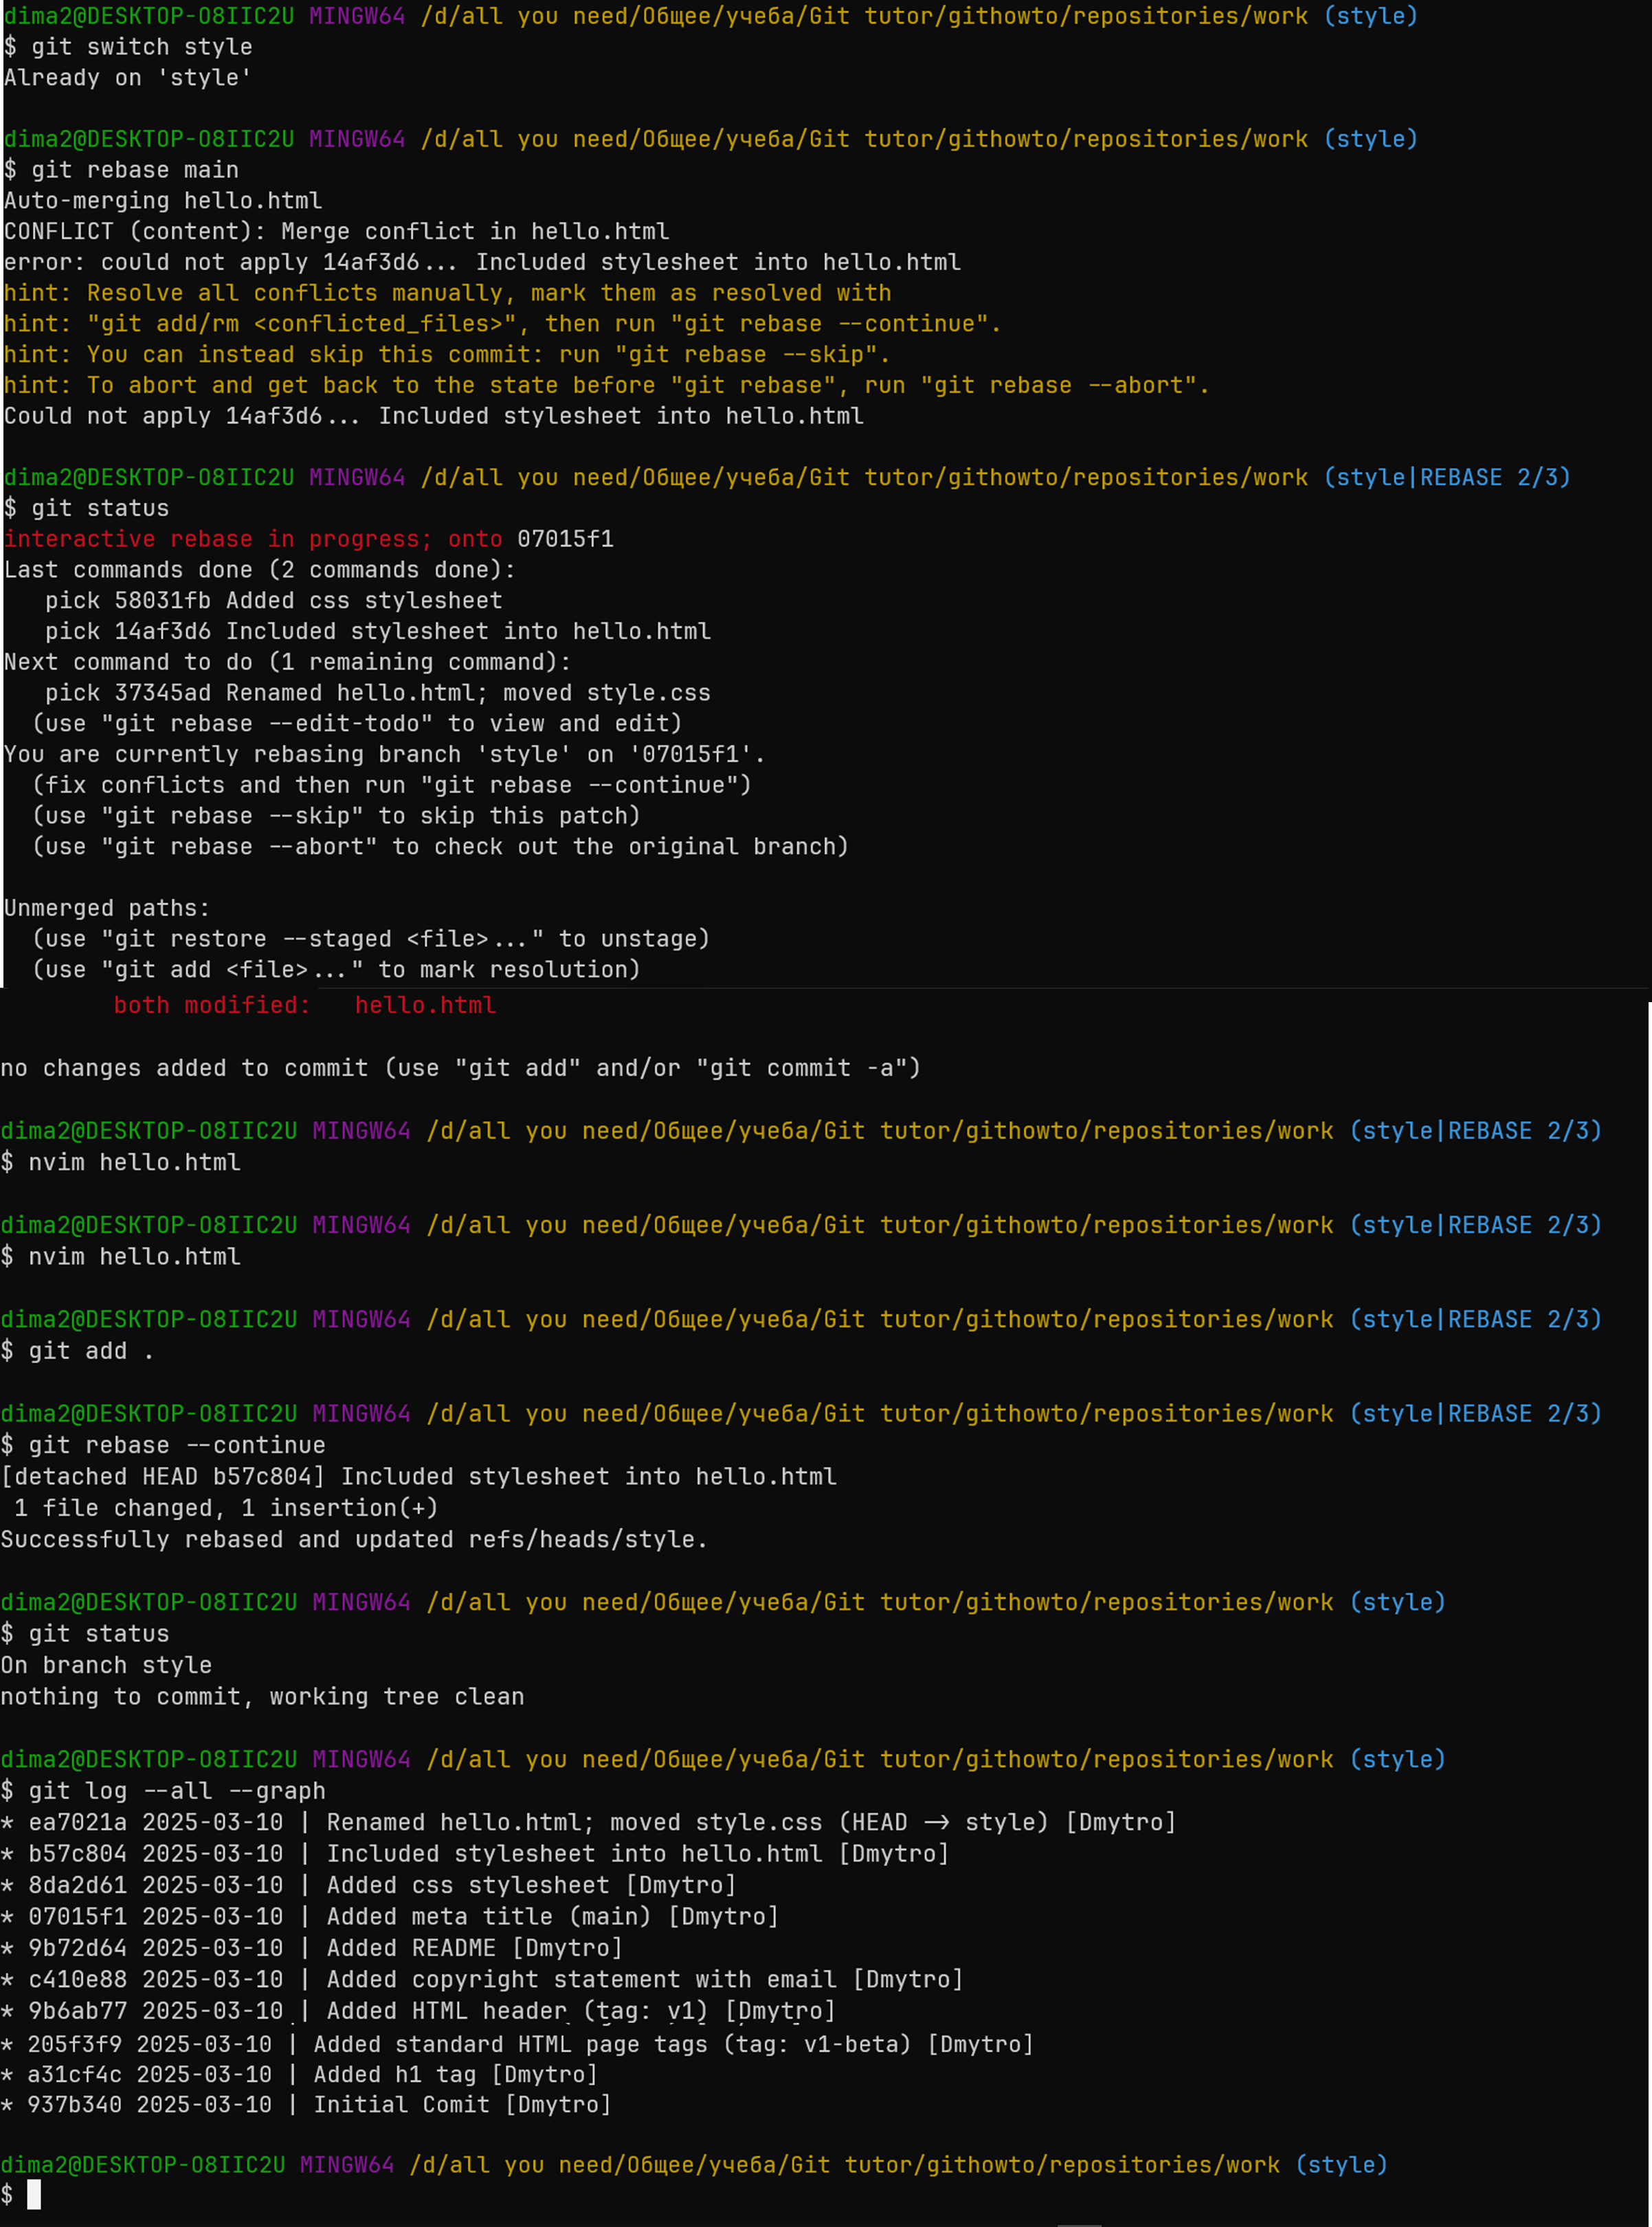 dima2@DESKTOP-O8IIC2U MINGW64 /d/all you need/Общее/учеба/Git tutor/githowto/repositories/work (style)
$ git switch style
Already on 'style'
dima2@DESKTOP-O8IIC2U MINGW64 /d/all you need/Общее/учеба/Git tutor/githowto/repositories/work (style)
$ git rebase main
Auto-merging hello.html
CONFLICT (content): Merge conflict in hello.html
error: could not apply 14af3d6... Included stylesheet into hello.html
hint: Resolve all conflicts manually, mark them as resolved with
hint: "git add/rm <conflicted_files>", then run "git rebase --continue".
hint: You can instead skip this commit: run "git rebase --skip".
hint: To abort and get back to the state before "git rebase", run "git rebase --abort".
Could not apply 14af3d6... Included stylesheet into hello.html
dima2@DESKTOP-O8IIC2U MINGW64 /d/all you need/Общее/учеба/Git tutor/githowto/repositories/work (style|REBASE 2/3)
$ git status
interactive rebase in progress; onto 07015f1
Last commands done (2 commands done):
   pick 58031fb Added css stylesheet
   pick 14af3d6 Included stylesheet into hello.html
Next command to do (1 remaining command):
   pick 37345ad Renamed hello.html; moved style.css
  (use "git rebase --edit-todo" to view and edit)
You are currently rebasing branch 'style' on '07015f1'.
  (fix conflicts and then run "git rebase --continue")
  (use "git rebase --skip" to skip this patch)
  (use "git rebase --abort" to check out the original branch)
Unmerged paths:
  (use "git restore --staged <file>..." to unstage)
  (use "git add <file>..." to mark resolution)
        both modified:   hello.html
no changes added to commit (use "git add" and/or "git commit -a")
dima2@DESKTOP-O8IIC2U MINGW64 /d/all you need/Общее/учеба/Git tutor/githowto/repositories/work (style|REBASE 2/3)
$ nvim hello.html
dima2@DESKTOP-O8IIC2U MINGW64 /d/all you need/Общее/учеба/Git tutor/githowto/repositories/work (style|REBASE 2/3)
$ nvim hello.html
dima2@DESKTOP-O8IIC2U MINGW64 /d/all you need/Общее/учеба/Git tutor/githowto/repositories/work (style|REBASE 2/3)
$ git add .
dima2@DESKTOP-O8IIC2U MINGW64 /d/all you need/Общее/учеба/Git tutor/githowto/repositories/work (style|REBASE 2/3)
$ git rebase --continue
[detached HEAD b57c804] Included stylesheet into hello.html
 1 file changed, 1 insertion(+)
Successfully rebased and updated refs/heads/style.
dima2@DESKTOP-O8IIC2U MINGW64 /d/all you need/Общее/учеба/Git tutor/githowto/repositories/work (style)
$ git status
On branch style
nothing to commit, working tree clean
dima2@DESKTOP-O8IIC2U MINGW64 /d/all you need/Общее/учеба/Git tutor/githowto/repositories/work (style)
$ git log --all --graph
* ea7021a 2025-03-10 | Renamed hello.html; moved style.css (HEAD -> style) [Dmytro]
* b57c804 2025-03-10 | Included stylesheet into hello.html [Dmytro]
* 8da2d61 2025-03-10 | Added css stylesheet [Dmytro]
* 07015f1 2025-03-10 | Added meta title (main) [Dmytro]
* 9b72d64 2025-03-10 | Added README [Dmytro]
* c410e88 2025-03-10 | Added copyright statement with email [Dmytro]
* 9b6ab77 2025-03-10 | Added HTML header (tag: v1) [Dmytro]
* 205f3f9 2025-03-10 | Added standard HTML page tags (tag: v1-beta) [Dmytro]
* a31cf4c 2025-03-10 | Added h1 tag [Dmytro]
* 937b340 2025-03-10 | Initial Comit [Dmytro]
dima2@DESKTOP-O8IIC2U MINGW64 /d/all you need/Общее/учеба/Git tutor/githowto/repositories/work (style)
$